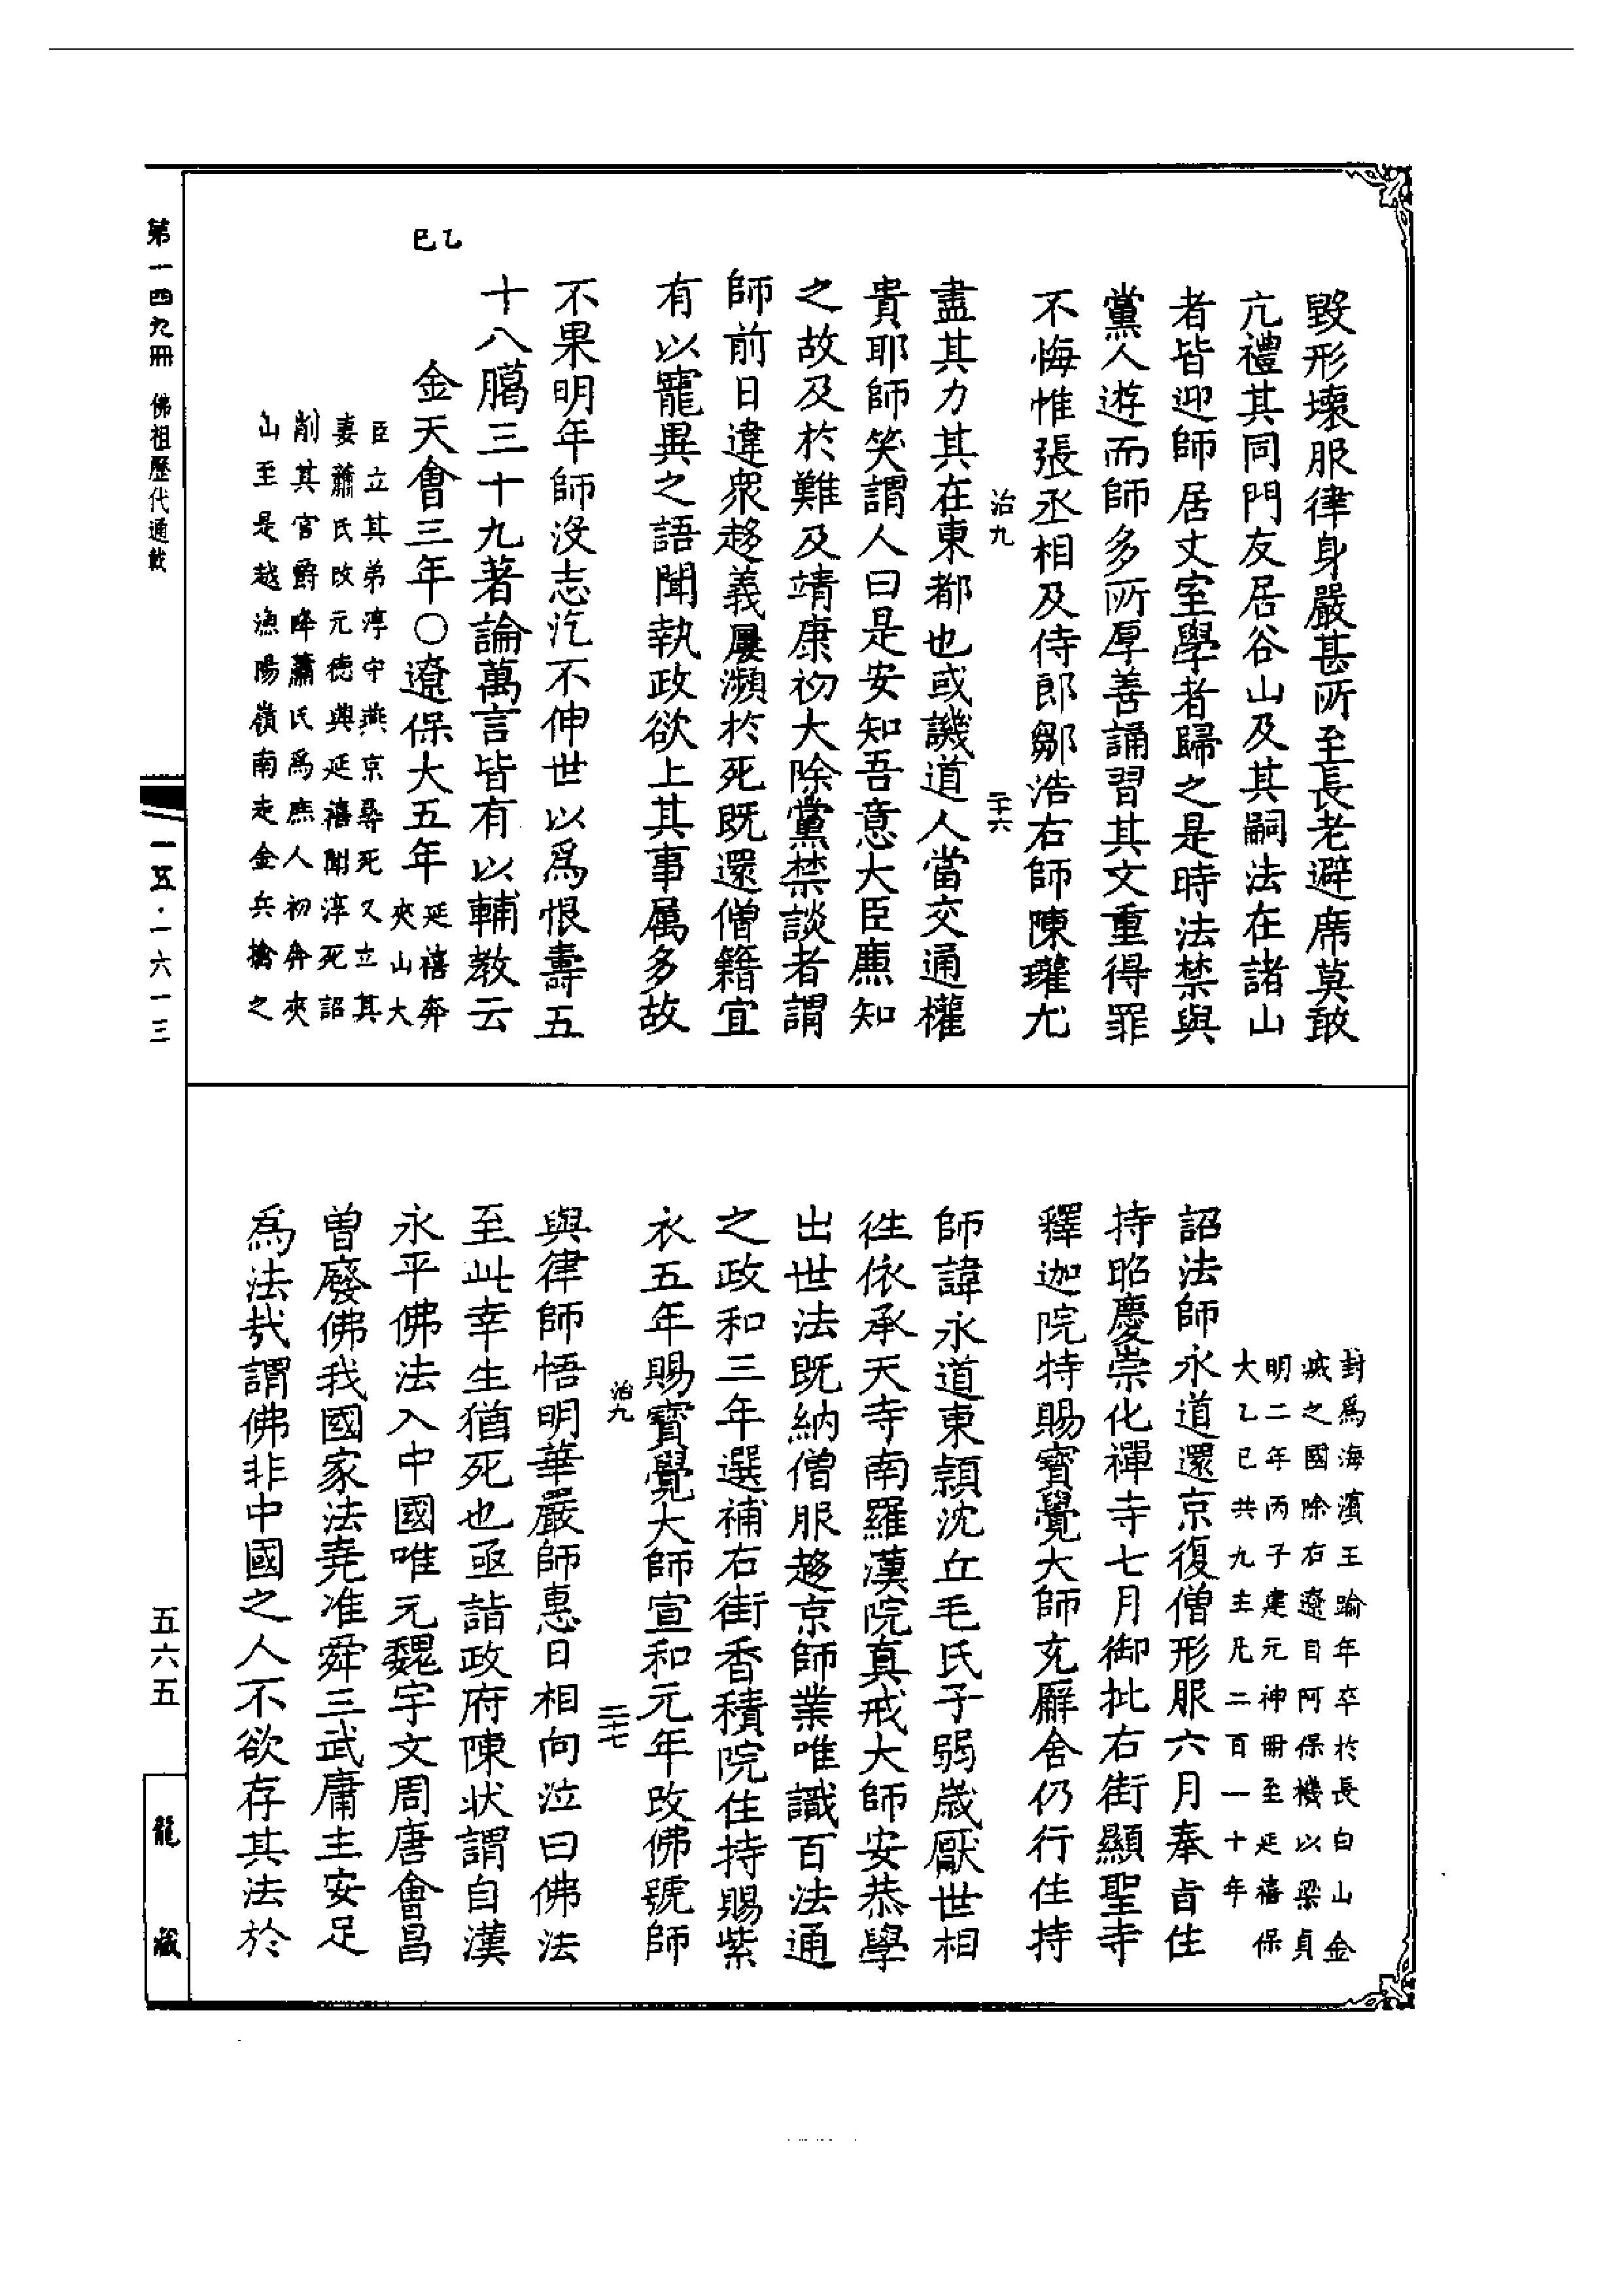 毀形壞服律身嚴甚所至長老避席莫敢
亢禮其同門友居谷山及其嗣法在諸山
者皆迎師居丈室學者歸之是時法禁與
黨人遊而師多所厚善誦習其文重得罪
不悔惟張丞相及侍郎鄒浩右師陳瓘尤
治九
二十六
盡其力其在東都也或譏道人當交通權
貴耶師笑謂人曰是安知吾意大臣廌知
之故及於難及靖康初大除黨禁談者謂
師前日違衆趍義屢瀕於死既還僧籍宜
有以寵異之語聞執政欲上其事屬多故
不果明年師沒志汔不伸世以爲恨壽五
十八臈三十九著論萬言皆有以輔教云
乙巳
金天會三年○遼保大五年
延禧奔
夾山大
臣立其弟淳守燕京尋死又立其
妻蕭氏改元德興延禧聞淳死詔
削其官爵降蕭氏爲庶人初奔夾
山至是越漁陽嶺南走金兵擒之
封爲海濱王踰年卒於長白山金
滅之國除右遼自阿保機以梁貞
明二年丙子建元神冊至延禧保
大乙巳共九主凡二百一十年
詔法師永道還京復僧形服六月奉旨住
持昭慶崇化禪寺七月御批右街顯聖寺
釋迦院特賜寶覺大師充廨舍仍行住持
師諱永道東潁沈丘毛氏子弱歲厭世相
徃依承天寺南羅漢院真戒大師安恭學
出世法既納僧服趍京師業唯識百法通
之政和三年選補右街香積院住持賜紫
衣五年賜寶覺大師宣和元年改佛號師
治九
二十七
與律師悟明華嚴師惠日相向泣曰佛法
至此幸生猶死也亟詣政府陳狀謂自漢
永平佛法入中國唯元魏宇文周唐會昌
曾廢佛我國家法堯准舜三武庸主安足
爲法㢤謂佛非中國之人不欲存其法於
第一四九冊 佛祖歷代通載
一五·一六一三
五六五
龍藏